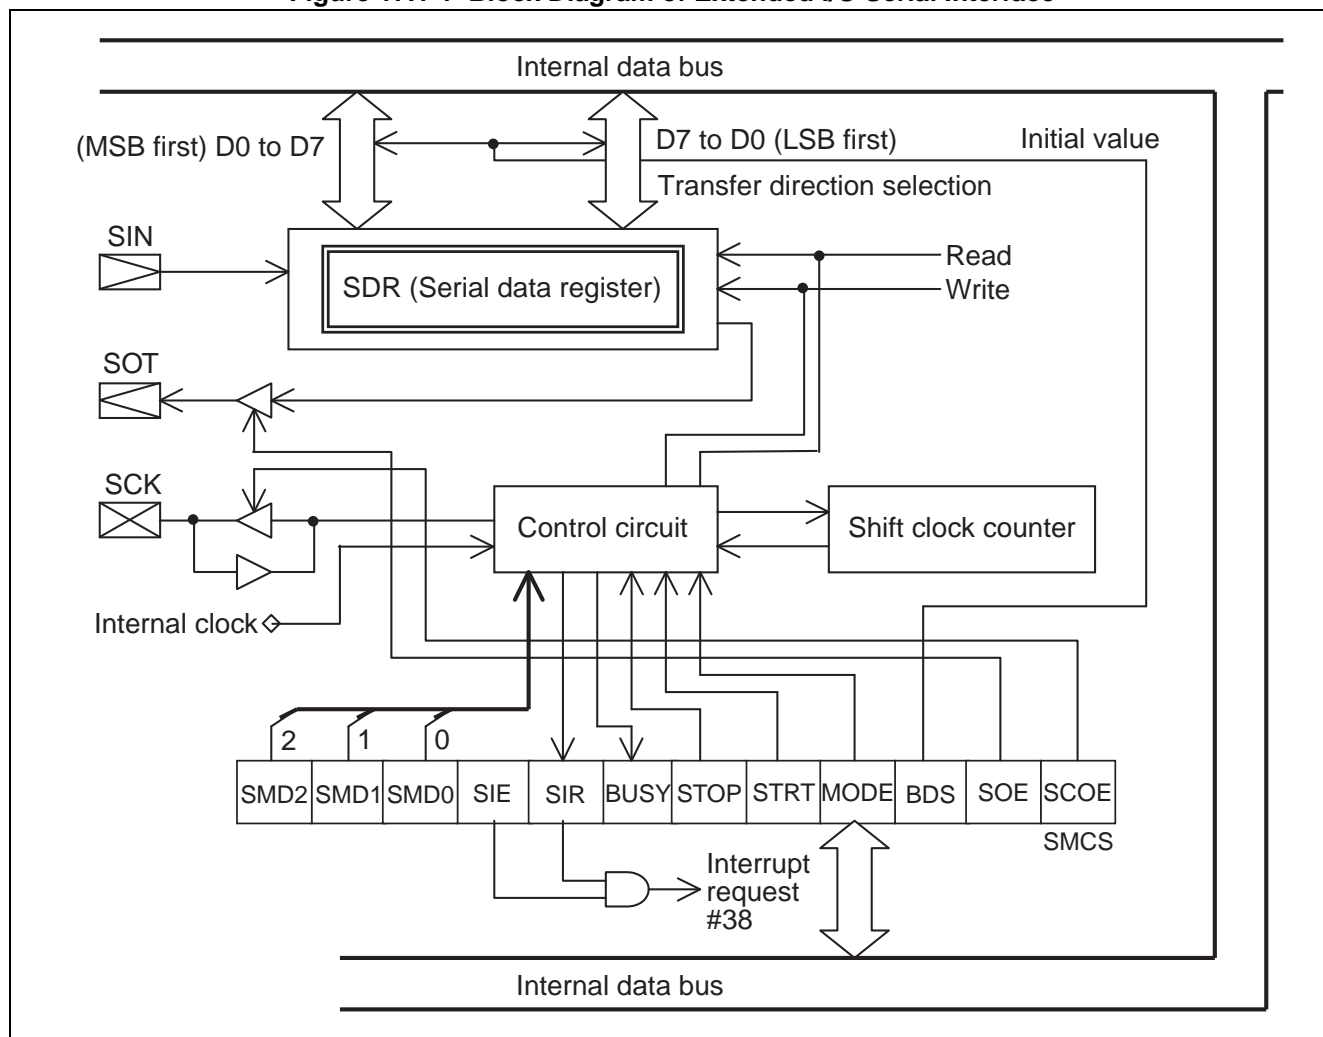 Internal data bus
(MSB first) D0 to D7
D7 to D0 (LSB first)
Initial value
Transfer direction selection
SIN
SDR (Serial data register)
Read
Write
SOT
SCK
Control circuit
Shift clock counter
Internal clock
2
1
0
SMD2
SMD1
SMD0
SIE
SIR
BUSY
STOP
STRT
MODE
BDS
SOE
SCOE
SMCS
Interrupt
request
#38
Internal data bus